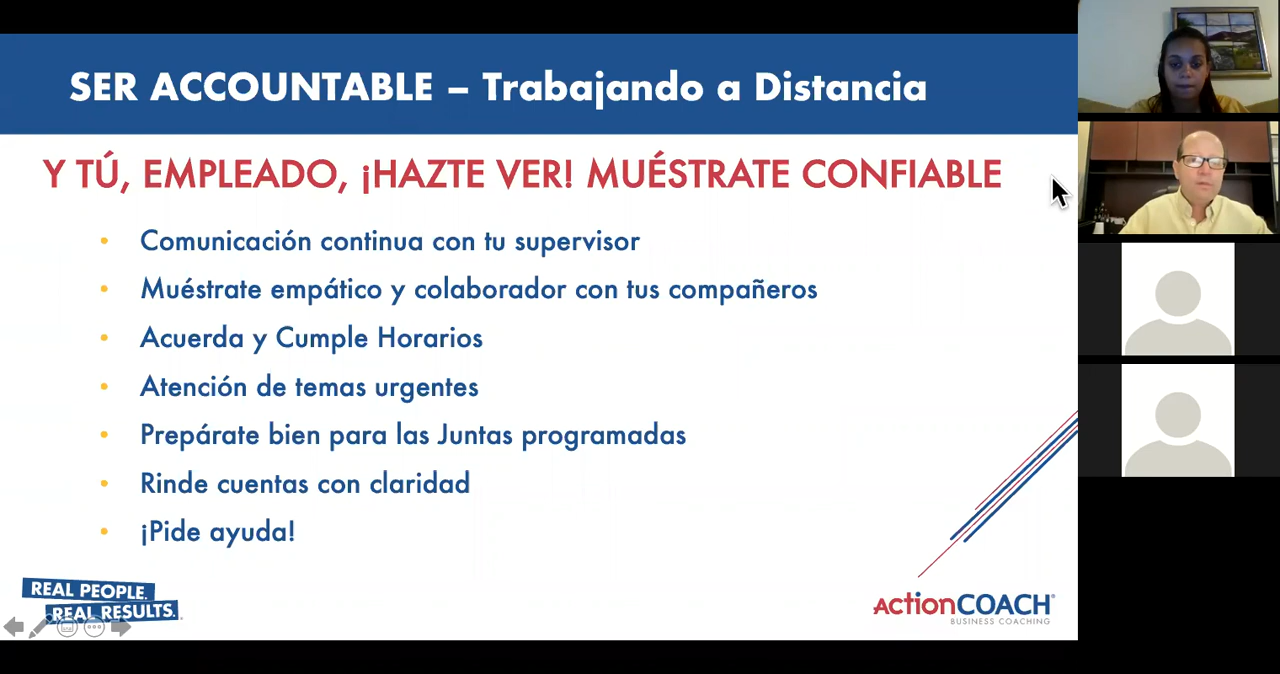 SER ACCOUNTABLE – Trabajando a Distancia
Y TÚ, EMPLEADO, ¡HAZTE VER! MUÉSTRATE CONFIABLE
• Comunicación continua con tu supervisor
• Muéstrate empático y colaborador con tus compañeros
• Acuerda y Cumple Horarios
• Atención de temas urgentes
• Prepárate bien para las Juntas programadas
• Rinde cuentas con claridad
• ¡Pide ayuda!
REAL PEOPLE.
REAL RESULTS.
ActionCOACH®
BUSINESS COACHING